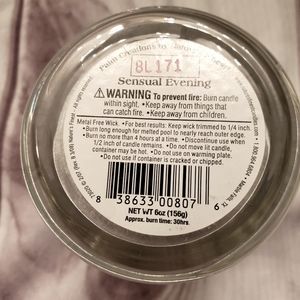 8L171
Sensual Evening
WARNING To prevent fire: Burn candle
within sight. • Keep away from things that
can catch fire. • Keep away from children.
Metal Free Wick. • For best results: Keep wick trimmed to 1/4 inch.
• Burn long enough for melted pool to nearly reach outer edge.
• Burn no more than 4 hours at a time. • Discontinue use when
1/2 inch of candle remains. • Do not move lit candle,
container may be hot. • Do not use on warming plate.
• Do not use if container is cracked or chipped.
8 38633 00807 6
NET WT 6oz (156g)
Approx. burn time: 30hrs.